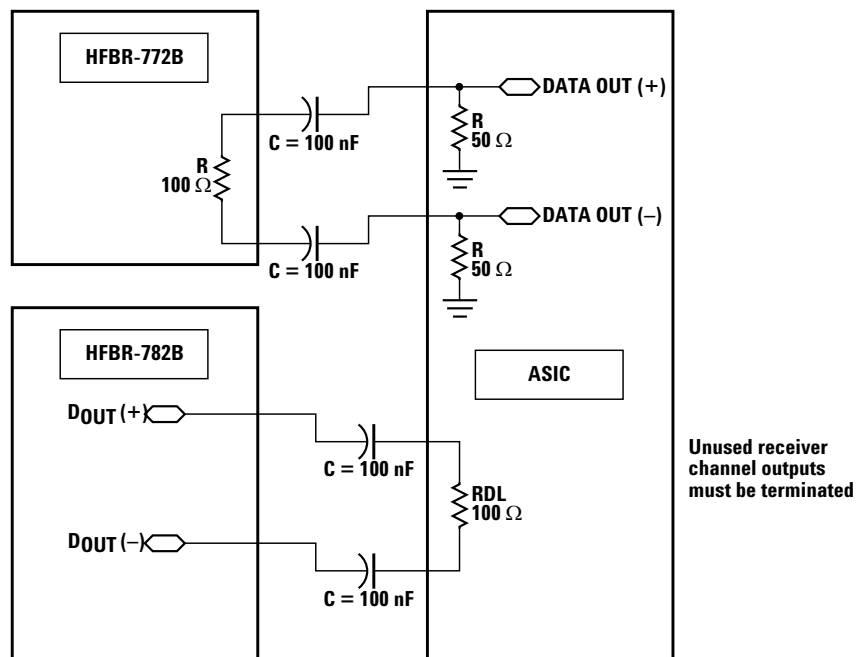 HFBR-772B
C = 100 nF
R
100 Ω
C = 100 nF
DATA OUT (+)
R
50 Ω
DATA OUT (–)
R
50 Ω
HFBR-782B
DOUT (+)
DOUT (–)
C = 100 nF
C = 100 nF
RDL
100 Ω
ASIC
Unused receiver
channel outputs
must be terminated